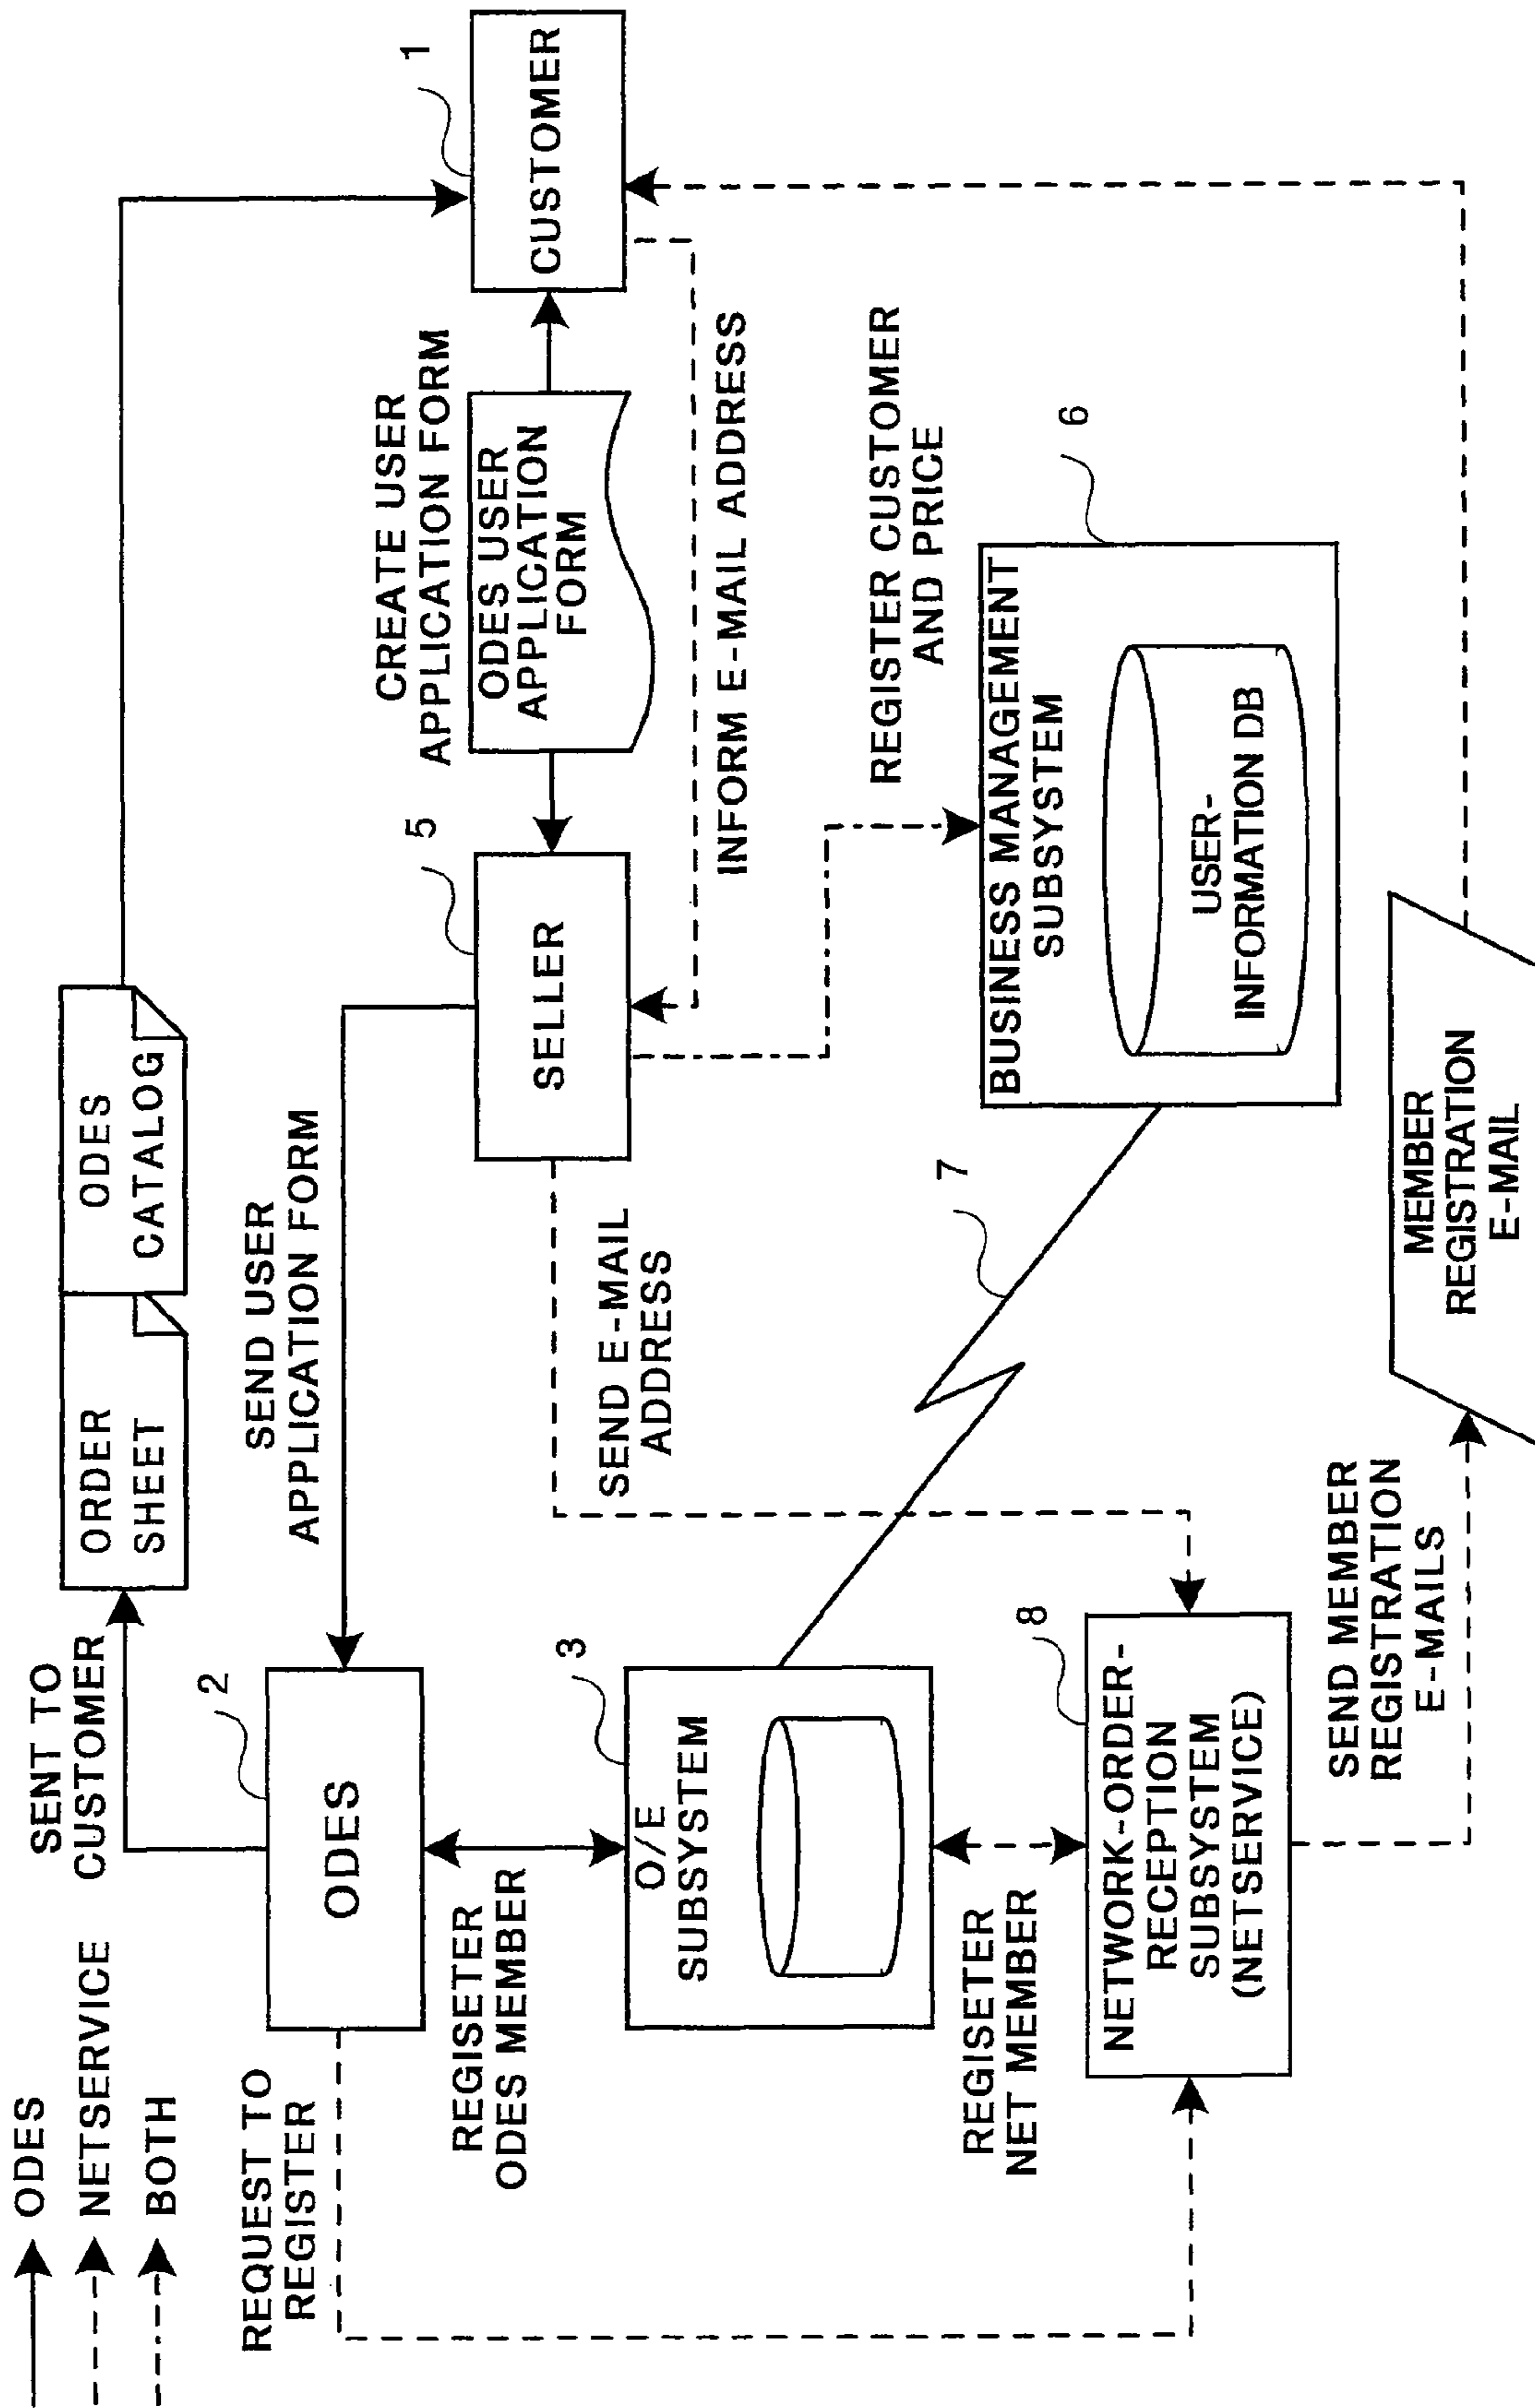 ODES
NETSERVICE
BOTH
SENT TO
CUSTOMER
ORDER
SHEET
ODES
CATALOG
REQUEST TO
REGISTER
2
ODES
SEND USER
APPLICATION FORM
CREATE USER
APPLICATION FORM
1
CUSTOMER
5
SELLER
ODES USER
APPLICATION
FORM
REGISETER
ODES MEMBER
3
O/E
SUBSYSTEM
SEND E-MAIL
ADDRESS
INFORM E-MAIL ADDRESS
REGISTER CUSTOMER
AND PRICE
REGISETER
NET MEMBER
8
NETWORK-ORDER-
RECEPTION
SUBSYSTEM
(NETSERVICE)
7
6
BUSINESS MANAGEMENT
SUBSYSTEM
USER-
INFORMATION DB
SEND MEMBER
REGISTRATION
E-MAILS
MEMBER
REGISTRATION
E-MAIL